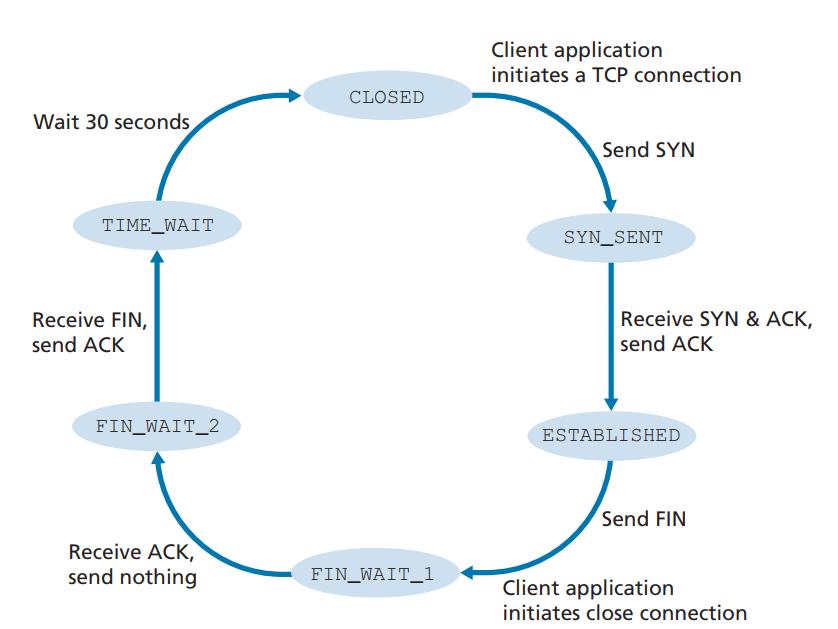 Client application
initiates a TCP connection
CLOSED
Wait 30 seconds
Send SYN
TIME_WAIT
SYN_SENT
Receive FIN,
send ACK
Receive SYN & ACK,
send ACK
FIN_WAIT_2
ESTABLISHED
Send FIN
Receive ACK,
send nothing
FIN_WAIT_1
Client application
initiates close connection